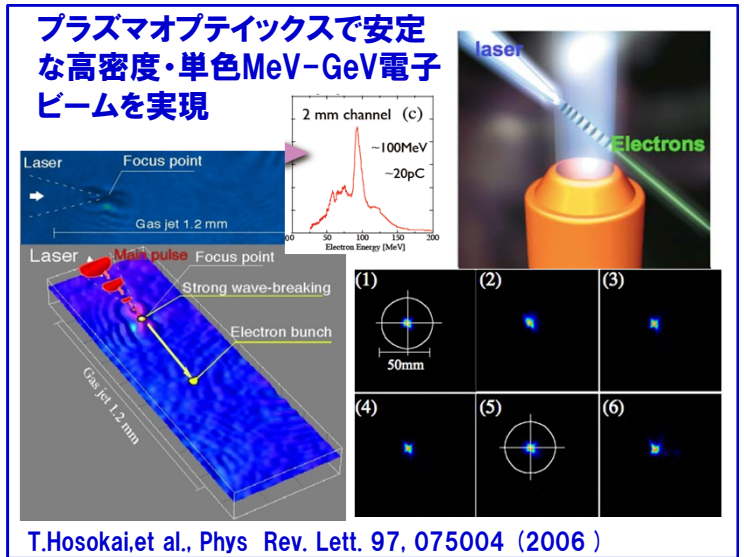 プラズマオプテイックスで安定
な高密度・単色MeV-GeV電子
ビームを実現
2 mm channel
(c)
~100MeV
~20pC
00 50 100 150 200
Electron Energy [MeV]
laser
Electrons
Laser
Focus point
Gas jet 1.2 mm
Laser
Main pulse
Focus point
Strong wave-breaking
Electron bunch
Gas jet 1.2 mm
(1)
50mm
(2)
(3)
(4)
(5)
(6)
T.Hosokai,et al., Phys Rev. Lett. 97, 075004 (2006 )